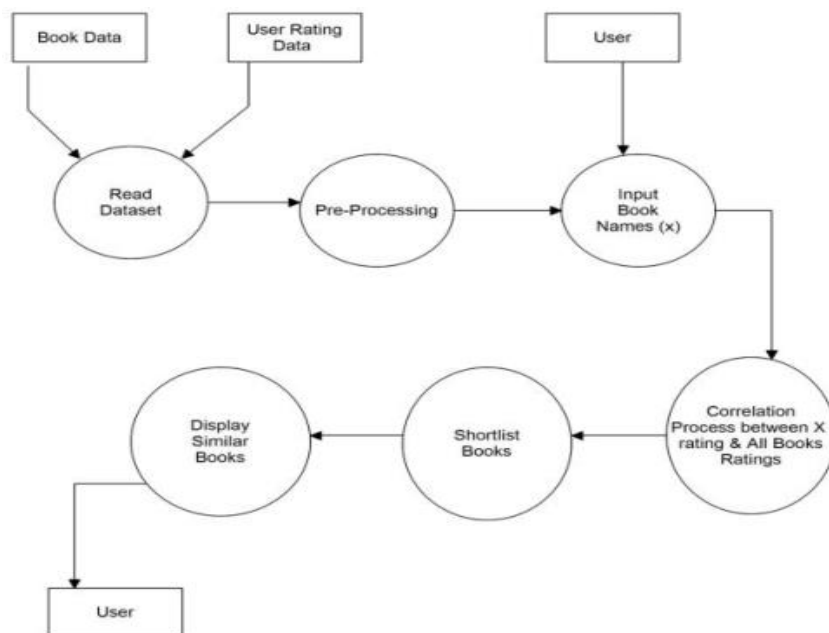 Book Data
User Rating
Data
User
Read
Dataset
Pre-Processing
Input
Book
Names (x)
Display
Similar
Books
Shortlist
Books
Correlation
Process between X
rating & All Books
Ratings
User